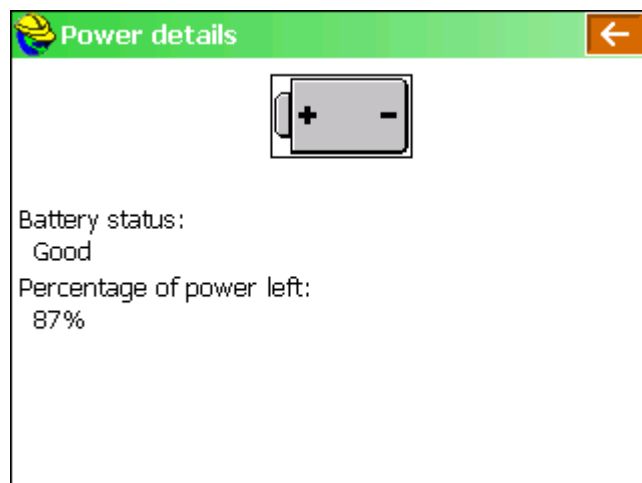 Power details
+ -
Battery status:
Good
Percentage of power left:
87%